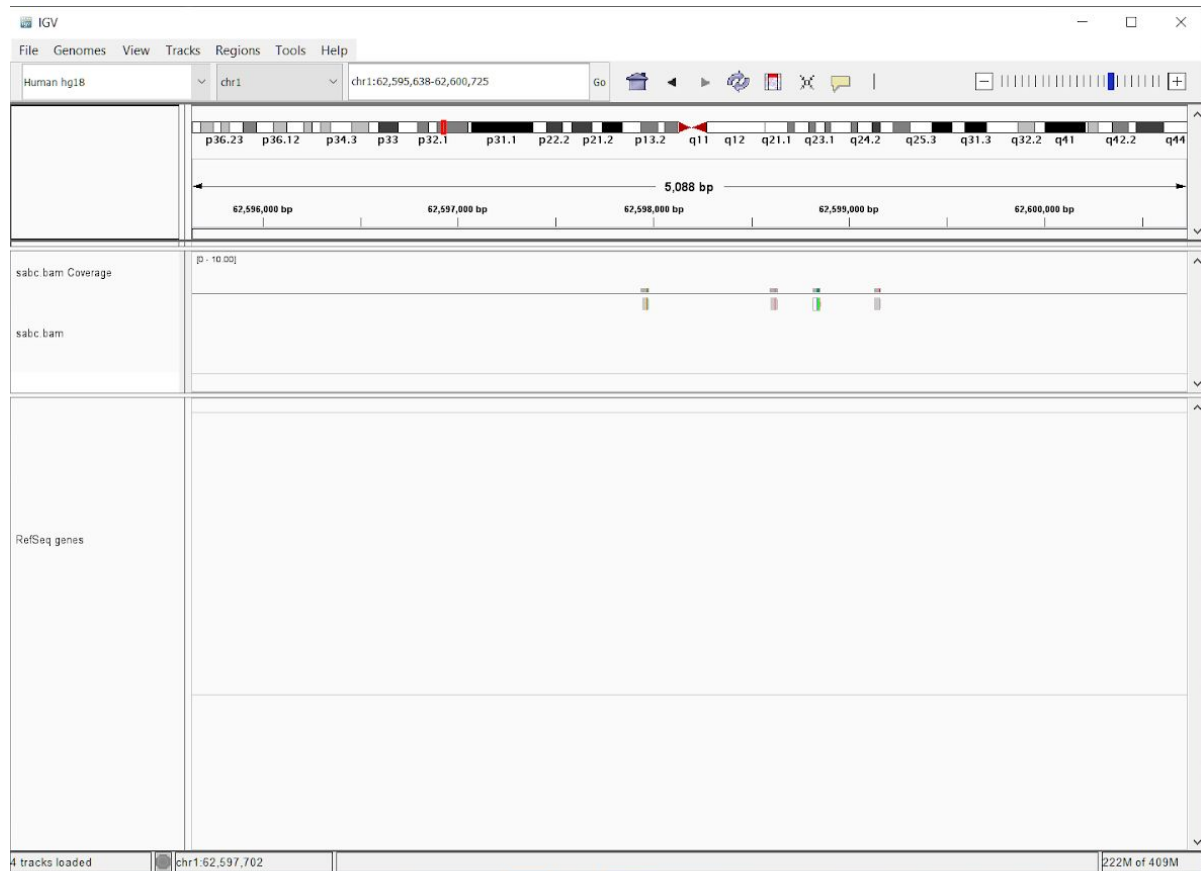 IGV
File Genomes View Tracks Regions Tools Help
Human hg18 chr1 chr1:62,595,638-62,600,725 Go
p36.23 p36.12 p34.3 p33 p32.1 p31.1 p22.2 p21.2 p13.2 q11 q12 q21.1 q23.1 q24.2 q25.3 q31.3 q32.2 q41 q42.2 q44
5,088 bp
62,596,000 bp 62,597,000 bp 62,598,000 bp 62,599,000 bp 62,600,000 bp
[0 - 10.00]
sabc.bam Coverage
sabc.bam
RefSeq genes
4 tracks loaded chr1:62,597,702 222M of 409M